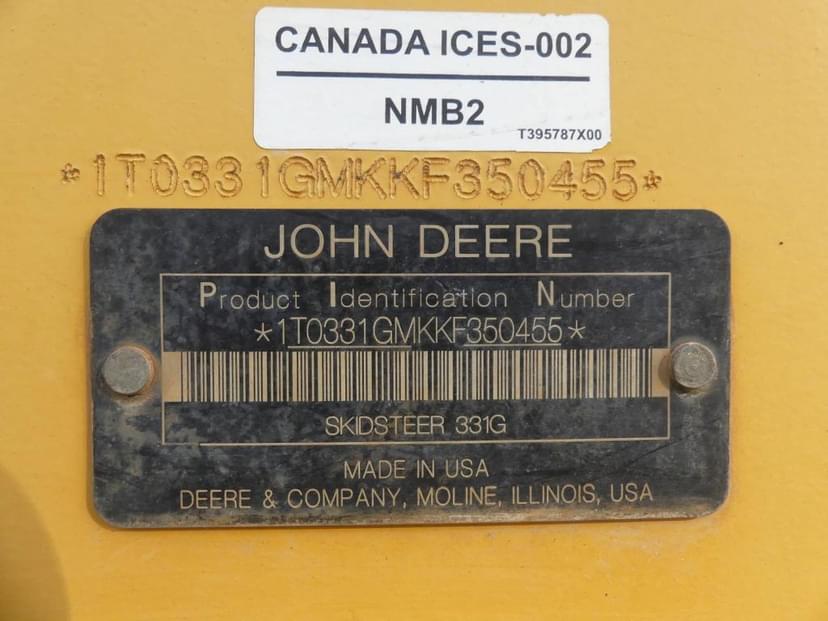 CANADA ICES-002
NMB2
T395787X00
*1T0331GMKKF350455*
JOHN DEERE
Product Identification Number
*1T0331GMKKF350455*
SKIDSTEER 331G
MADE IN USA
DEERE & COMPANY, MOLINE, ILLINOIS, USA